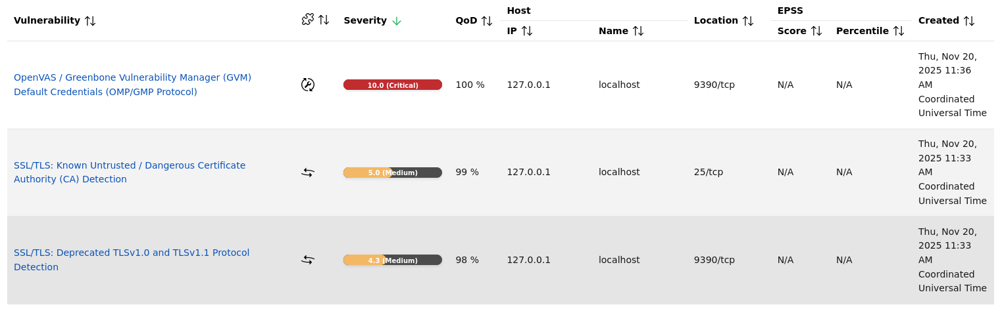 Vulnerability Severity QoD Host Location EPSS Created
IP Name Score Percentile
OpenVAS / Greenbone Vulnerability Manager (GVM)
Default Credentials (OMP/GMP Protocol)
10.0 (Critical)
100 %
127.0.0.1
localhost
9390/tcp
N/A
N/A
Thu, Nov 20,
2025 11:36
AM
Coordinated
Universal Time
SSL/TLS: Known Untrusted / Dangerous Certificate
Authority (CA) Detection
5.0 (Medium)
99 %
127.0.0.1
localhost
25/tcp
N/A
N/A
Thu, Nov 20,
2025 11:33
AM
Coordinated
Universal Time
SSL/TLS: Deprecated TLSv1.0 and TLSv1.1 Protocol
Detection
4.3 (Medium)
98 %
127.0.0.1
localhost
9390/tcp
N/A
N/A
Thu, Nov 20,
2025 11:33
AM
Coordinated
Universal Time